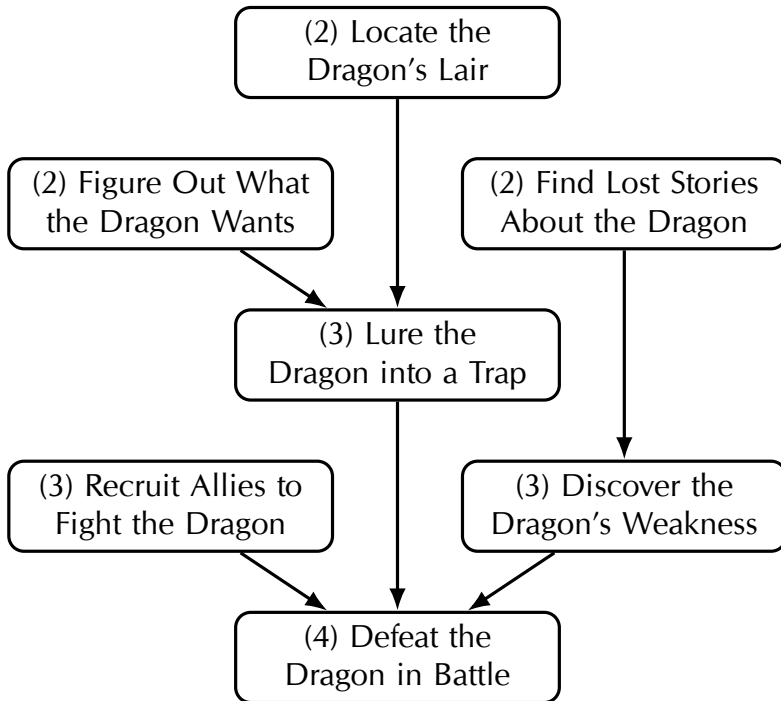 (2) Locate the
Dragon’s Lair
(2) Figure Out What
the Dragon Wants
(2) Find Lost Stories
About the Dragon
(3) Lure the
Dragon into a Trap
(3) Recruit Allies to
Fight the Dragon
(3) Discover the
Dragon’s Weakness
(4) Defeat the
Dragon in Battle